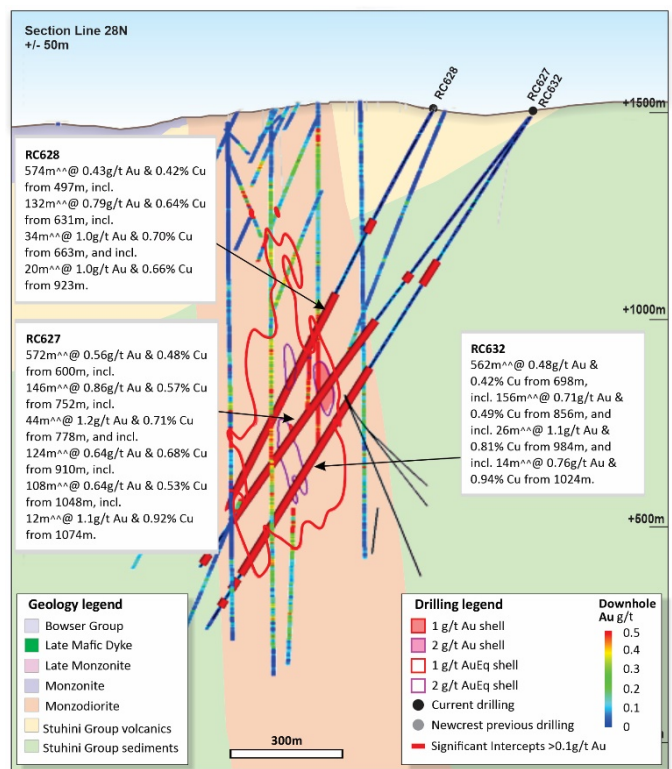 Section Line 28N
+/- 50m
RC628
RC627
RC632
+1500m
RC628
574m^^@ 0.43g/t Au & 0.42% Cu
from 497m, incl.
132m^^@ 0.79g/t Au & 0.64% Cu
from 631m, incl.
34m^^@ 1.0g/t Au & 0.70% Cu
from 663m, and incl.
20m^^@ 1.0g/t Au & 0.66% Cu
from 923m.
+1000m
RC627
572m^^@ 0.56g/t Au & 0.48% Cu
from 600m, incl.
146m^^@ 0.86g/t Au & 0.57% Cu
from 752m, incl.
44m^^@ 1.2g/t Au & 0.71% Cu
from 778m, and incl.
124m^^@ 0.64g/t Au & 0.68% Cu
from 910m, incl.
108m^^@ 0.64g/t Au & 0.53% Cu
from 1048m, incl.
12m^^@ 1.1g/t Au & 0.92% Cu
from 1074m.
RC632
562m^^@ 0.48g/t Au &
0.42% Cu from 698m,
incl. 156m^^@ 0.71g/t Au &
0.49% Cu from 856m, and
incl. 26m^^@ 1.1g/t Au &
0.81% Cu from 984m, and
incl. 14m^^@ 0.76g/t Au &
0.94% Cu from 1024m.
+500m
Geology legend
Bowser Group
Late Mafic Dyke
Late Monzonite
Monzonite
Monzodiorite
Stuhini Group volcanics
Stuhini Group sediments
300m
Drilling legend
1 g/t Au shell
2 g/t Au shell
1 g/t AuEq shell
2 g/t AuEq shell
Current drilling
Newcrest previous drilling
Significant Intercepts >0.1g/t Au
Downhole
Au g/t
0.5
0.4
0.3
0.2
0.1
0